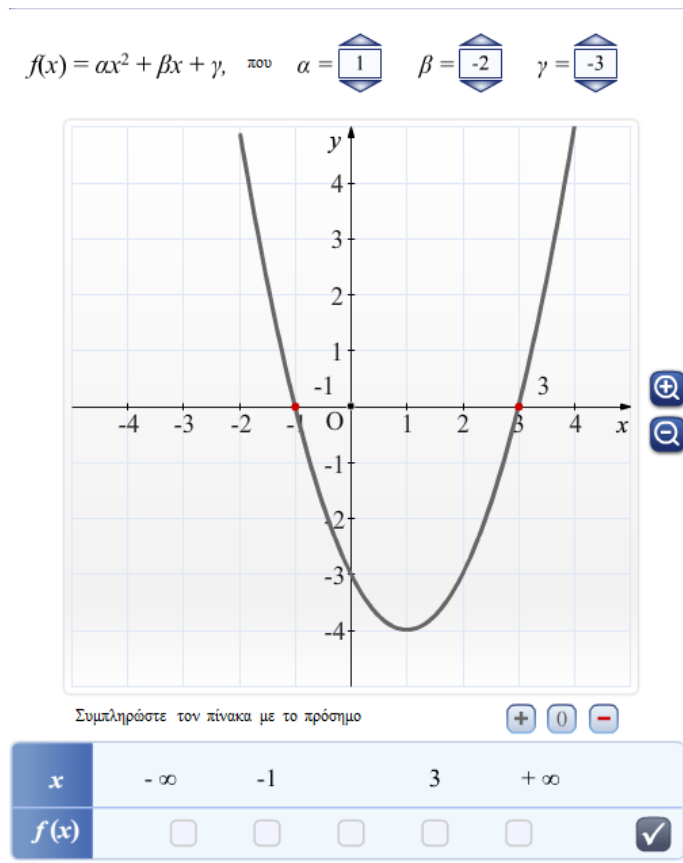 f(x) = αx² + βx + γ, που α = 1 β = -2 γ = -3
y
4
3
2
1
-1 3
-4 -3 -2 -1 O 1 2 3 4 x
-1
-2
-3
-4
Συμπληρώστε τον πίνακα με το πρόσημο + 0 −
x - ∞ -1 3 + ∞
f (x)